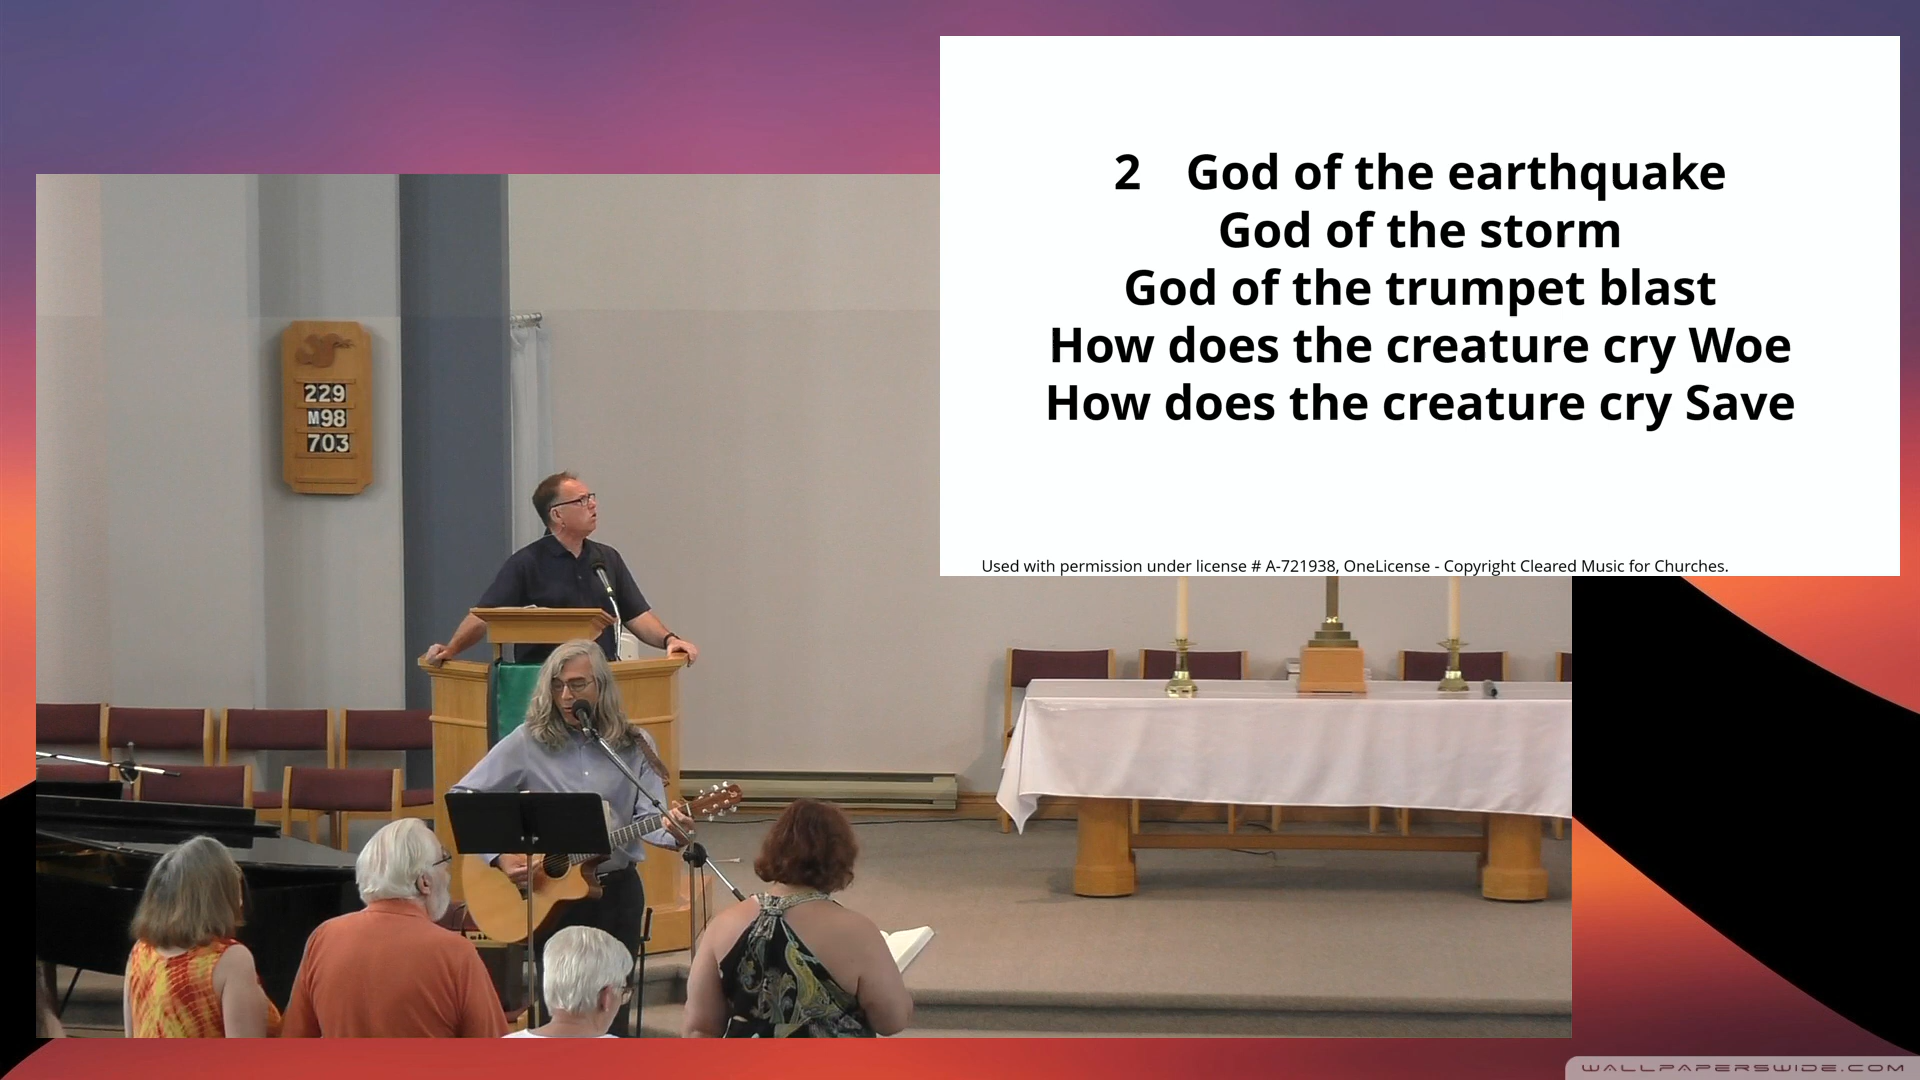 2 God of the earthquake
God of the storm
God of the trumpet blast
How does the creature cry Woe
How does the creature cry Save
Used with permission under license # A-721938, OneLicense - Copyright Cleared Music for Churches.
229
M98
703
WALLPAPERSWIDE.COM